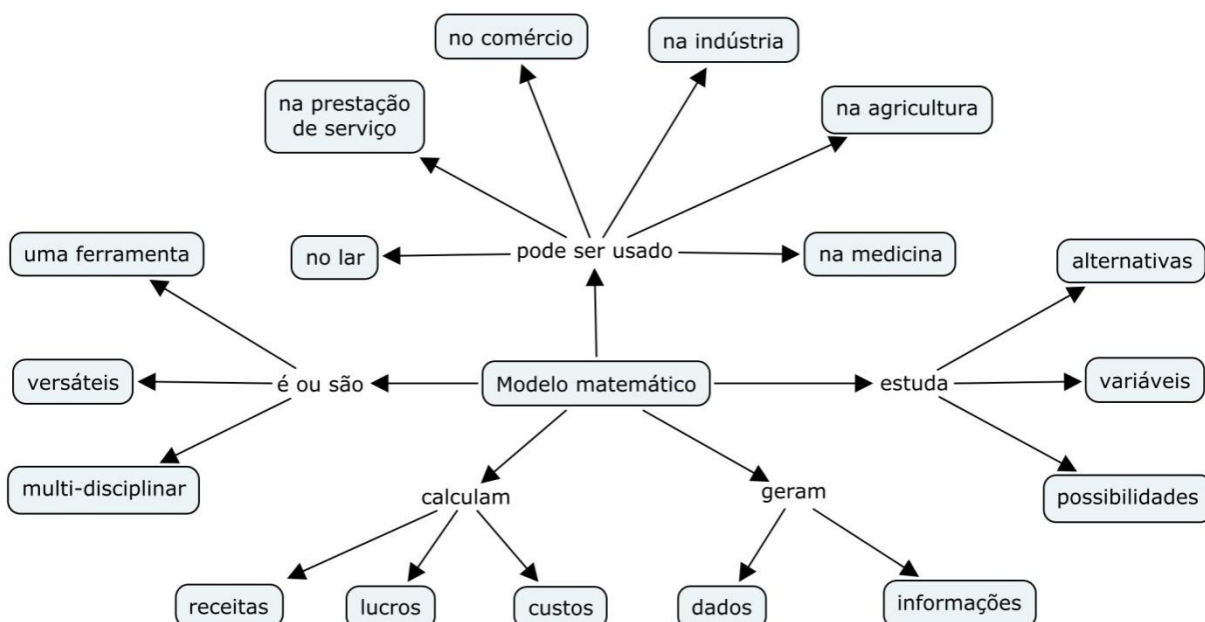 no comércio
na indústria
na prestação
de serviço
na agricultura
uma ferramenta
no lar
pode ser usado
na medicina
alternativas
versáteis
é ou são
Modelo matemático
estuda
variáveis
multi-disciplinar
calculam
geram
possibilidades
receitas
lucros
custos
dados
informações